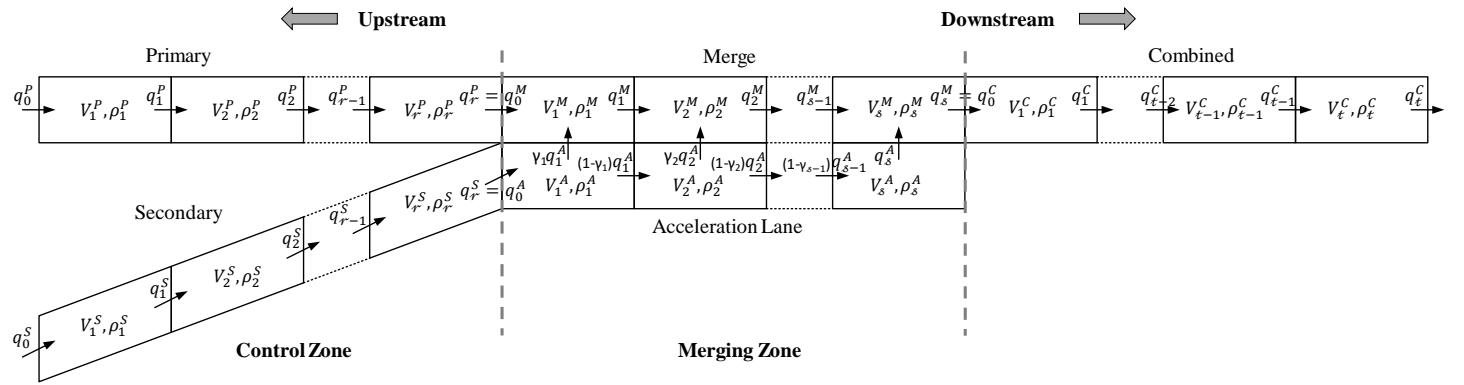 Upstream
Downstream
Primary
Merge
Combined
q_0^P
V_1^P,ρ_1^P
q_1^P
V_2^P,ρ_2^P
q_2^P
q_{r-1}^P
V_r^P,ρ_r^P
q_r^P = q_0^M
V_1^M,ρ_1^M
q_1^M
V_2^M,ρ_2^M
q_2^M
q_{s-1}^M
V_s^M,ρ_s^M
q_s^M = q_0^C
V_1^C,ρ_1^C
q_1^C
q_{t-2}^C
V_{t-1}^C,ρ_{t-1}^C
q_{t-1}^C
V_t^C,ρ_t^C
q_t^C
γ_1q_1^A
(1-γ_1)q_1^A
γ_2q_2^A
(1-γ_2)q_2^A
(1-γ_{s-1})q_{s-1}^A
q_s^A
V_1^A,ρ_1^A
V_2^A,ρ_2^A
V_s^A,ρ_s^A
Acceleration Lane
Secondary
q_0^S
V_1^S,ρ_1^S
q_1^S
V_2^S,ρ_2^S
q_2^S
q_{r-1}^S
V_r^S,ρ_r^S
q_r^S = q_0^A
Control Zone
Merging Zone